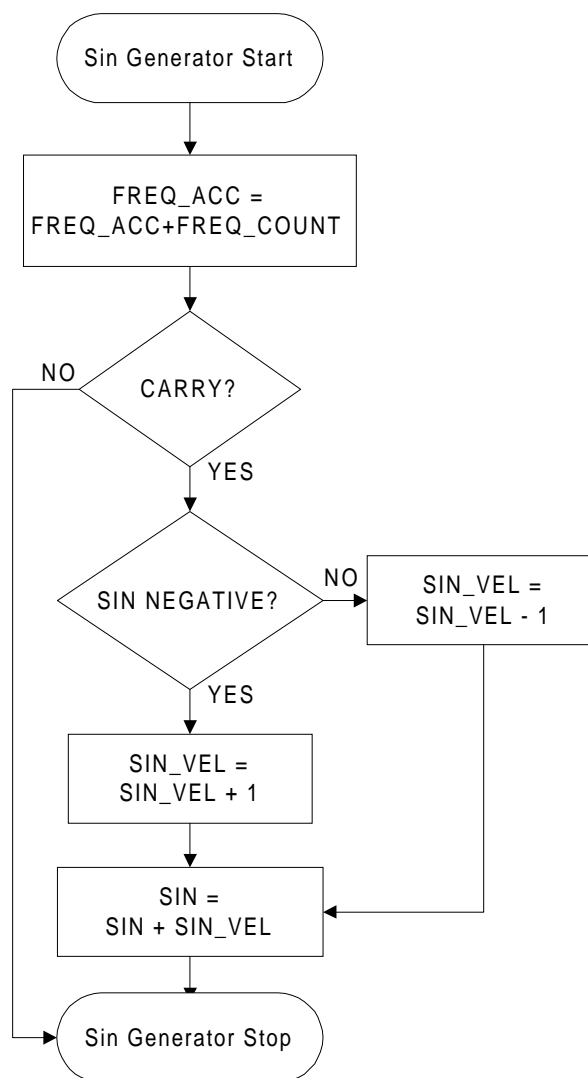 Sin Generator Start
FREQ_ACC =
FREQ_ACC+FREQ_COUNT
NO
CARRY?
YES
SIN NEGATIVE?
NO
SIN_VEL =
SIN_VEL - 1
YES
SIN_VEL =
SIN_VEL + 1
SIN =
SIN + SIN_VEL
Sin Generator Stop